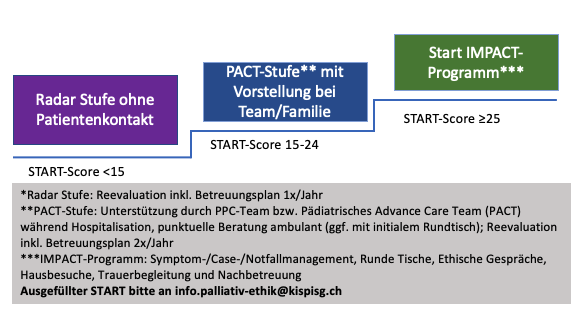 Radar Stufe ohne
Patientenkontakt
START-Score <15
PACT-Stufe** mit
Vorstellung bei
Team/Familie
START-Score 15-24
Start IMPACT-
Programm***
START-Score ≥25
*Radar Stufe: Reevaluation inkl. Betreuungsplan 1x/Jahr
**PACT-Stufe: Unterstützung durch PPC-Team bzw. Pädiatrisches Advance Care Team (PACT)
während Hospitalisation, punktuelle Beratung ambulant (ggf. mit initialem Rundtisch); Reevaluation
inkl. Betreuungsplan 2x/Jahr
***IMPACT-Programm: Symptom-/Case-/Notfallmanagement, Runde Tische, Ethische Gespräche,
Hausbesuche, Trauerbegleitung und Nachbetreuung
Ausgefüllter START bitte an info.palliativ-ethik@kispisg.ch